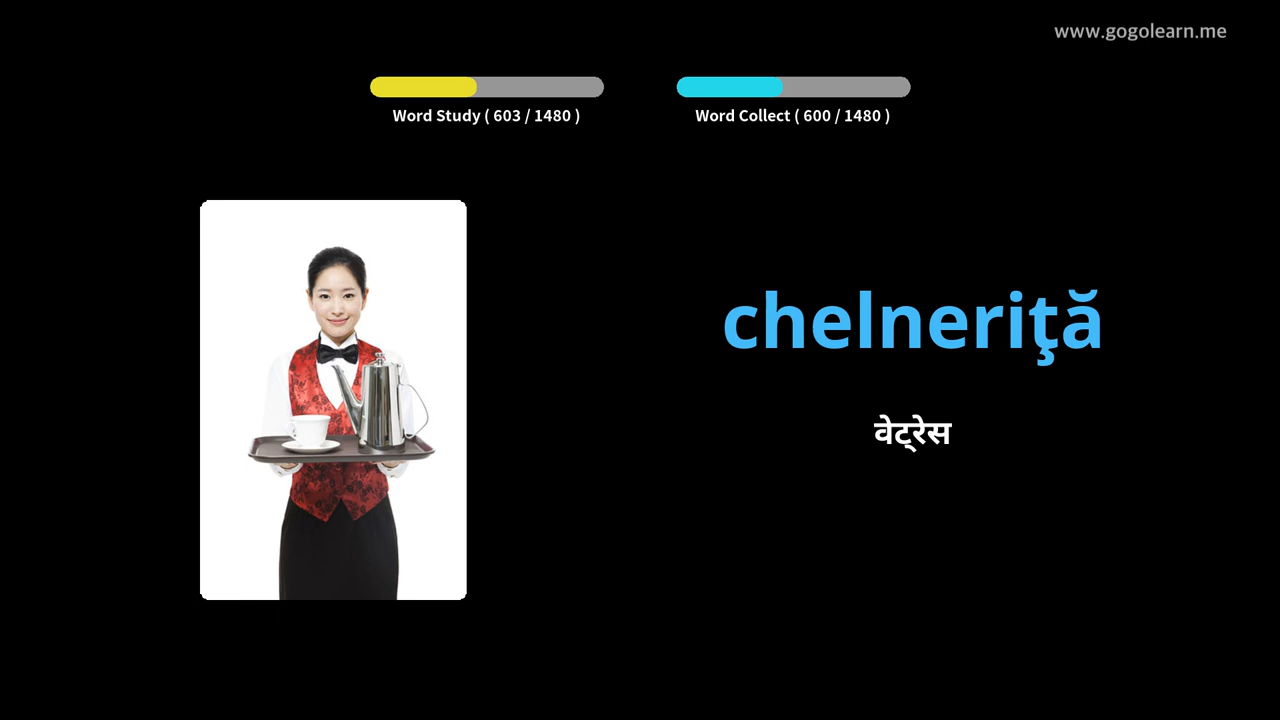 www.gogolearn.me
Word Study ( 603 / 1480 )
Word Collect ( 600 / 1480 )
chelneriţă
वेट्रेस